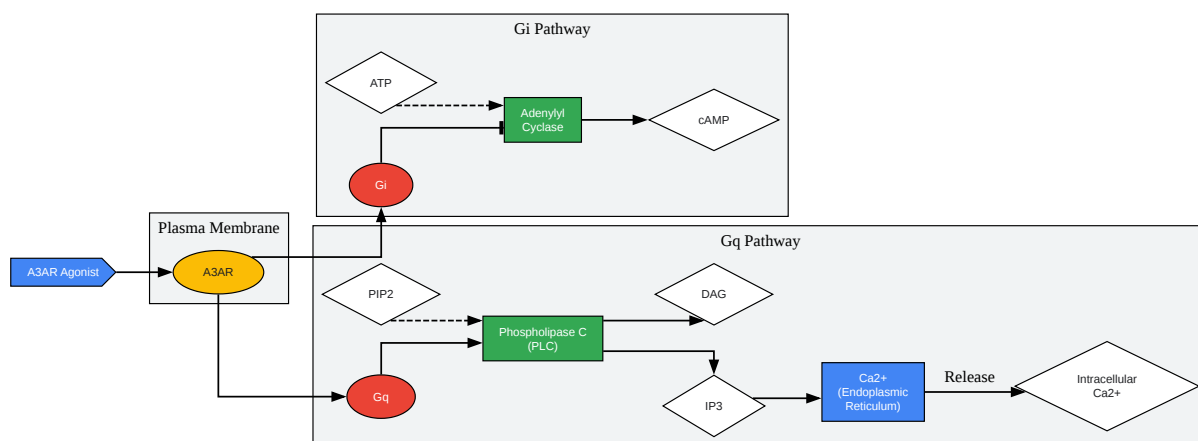 Gi Pathway
ATP
Adenylyl
Cyclase
cAMP
Gi
Plasma Membrane
A3AR Agonist
A3AR
Gq Pathway
PIP2
DAG
Phospholipase C
(PLC)
Gq
IP3
Ca2+
(Endoplasmic
Reticulum)
Release
Intracellular
Ca2+